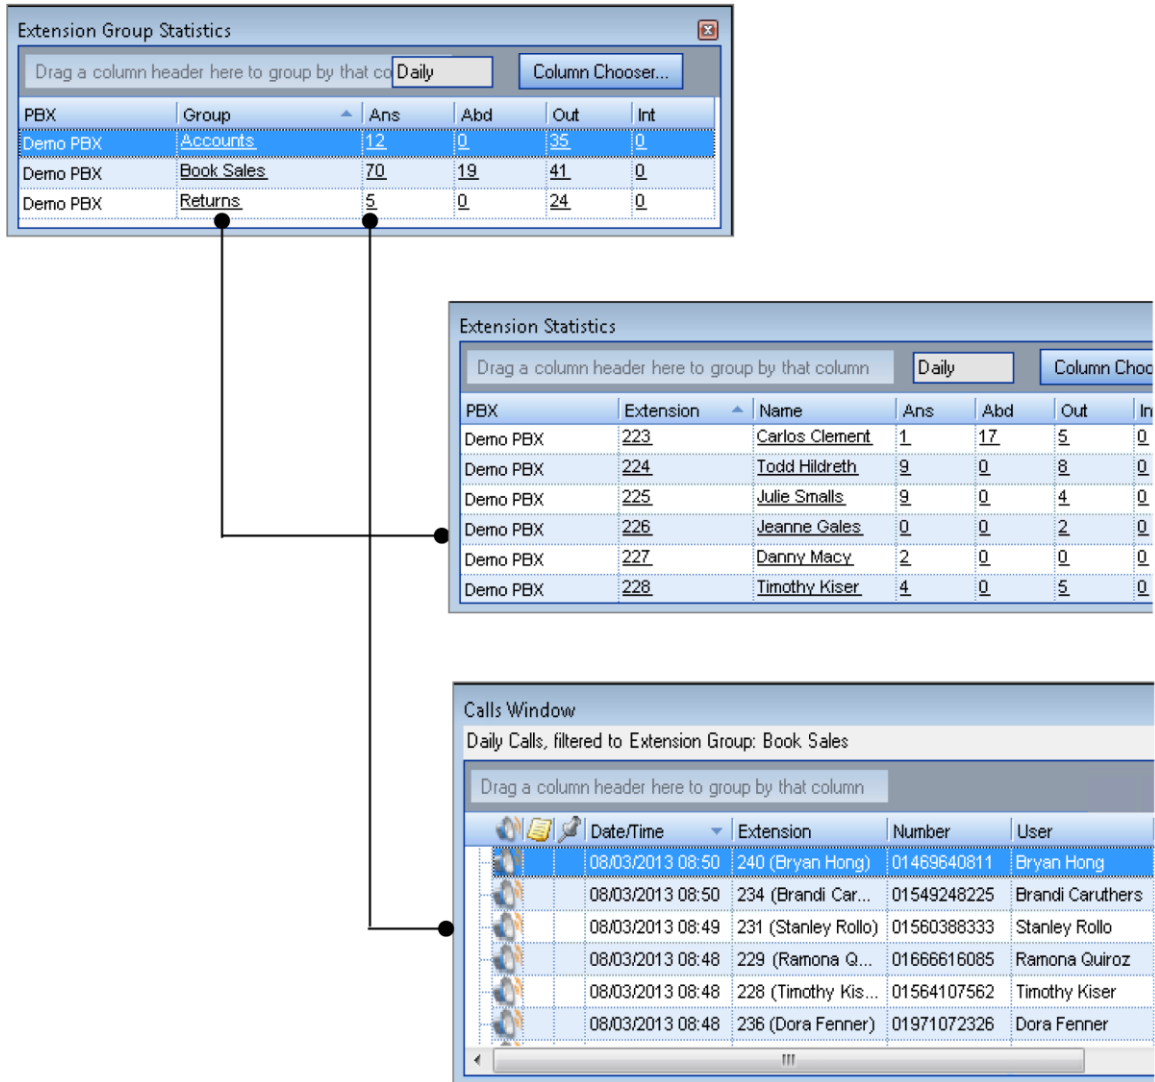 Extension Group Statistics
Drag a column header here to group by that co Daily Column Chooser...
PBX Group Ans Abd Out Int
Demo PBX Accounts 12 0 35 0
Demo PBX Book Sales 70 19 41 0
Demo PBX Returns 5 0 24 0
Extension Statistics
Drag a column header here to group by that column Daily Column Choo
PBX Extension Name Ans Abd Out In
Demo PBX 223 Carlos Clement 1 17 5 0
Demo PBX 224 Todd Hildreth 9 0 8 0
Demo PBX 225 Julie Smalls 9 0 4 0
Demo PBX 226 Jeanne Gales 0 0 2 0
Demo PBX 227 Danny Macy 2 0 0 0
Demo PBX 228 Timothy Kiser 4 0 5 0
Calls Window
Daily Calls, filtered to Extension Group: Book Sales
Drag a column header here to group by that column
Date/Time Extension Number User
08/03/2013 08:50 240 (Bryan Hong) 01469640811 Bryan Hong
08/03/2013 08:50 234 (Brandi Car... 01549248225 Brandi Caruthers
08/03/2013 08:49 231 (Stanley Rollo) 01560388333 Stanley Rollo
08/03/2013 08:48 229 (Ramona Q... 01666616085 Ramona Quiroz
08/03/2013 08:48 228 (Timothy Kis... 01564107562 Timothy Kiser
08/03/2013 08:48 236 (Dora Fenner) 01971072326 Dora Fenner